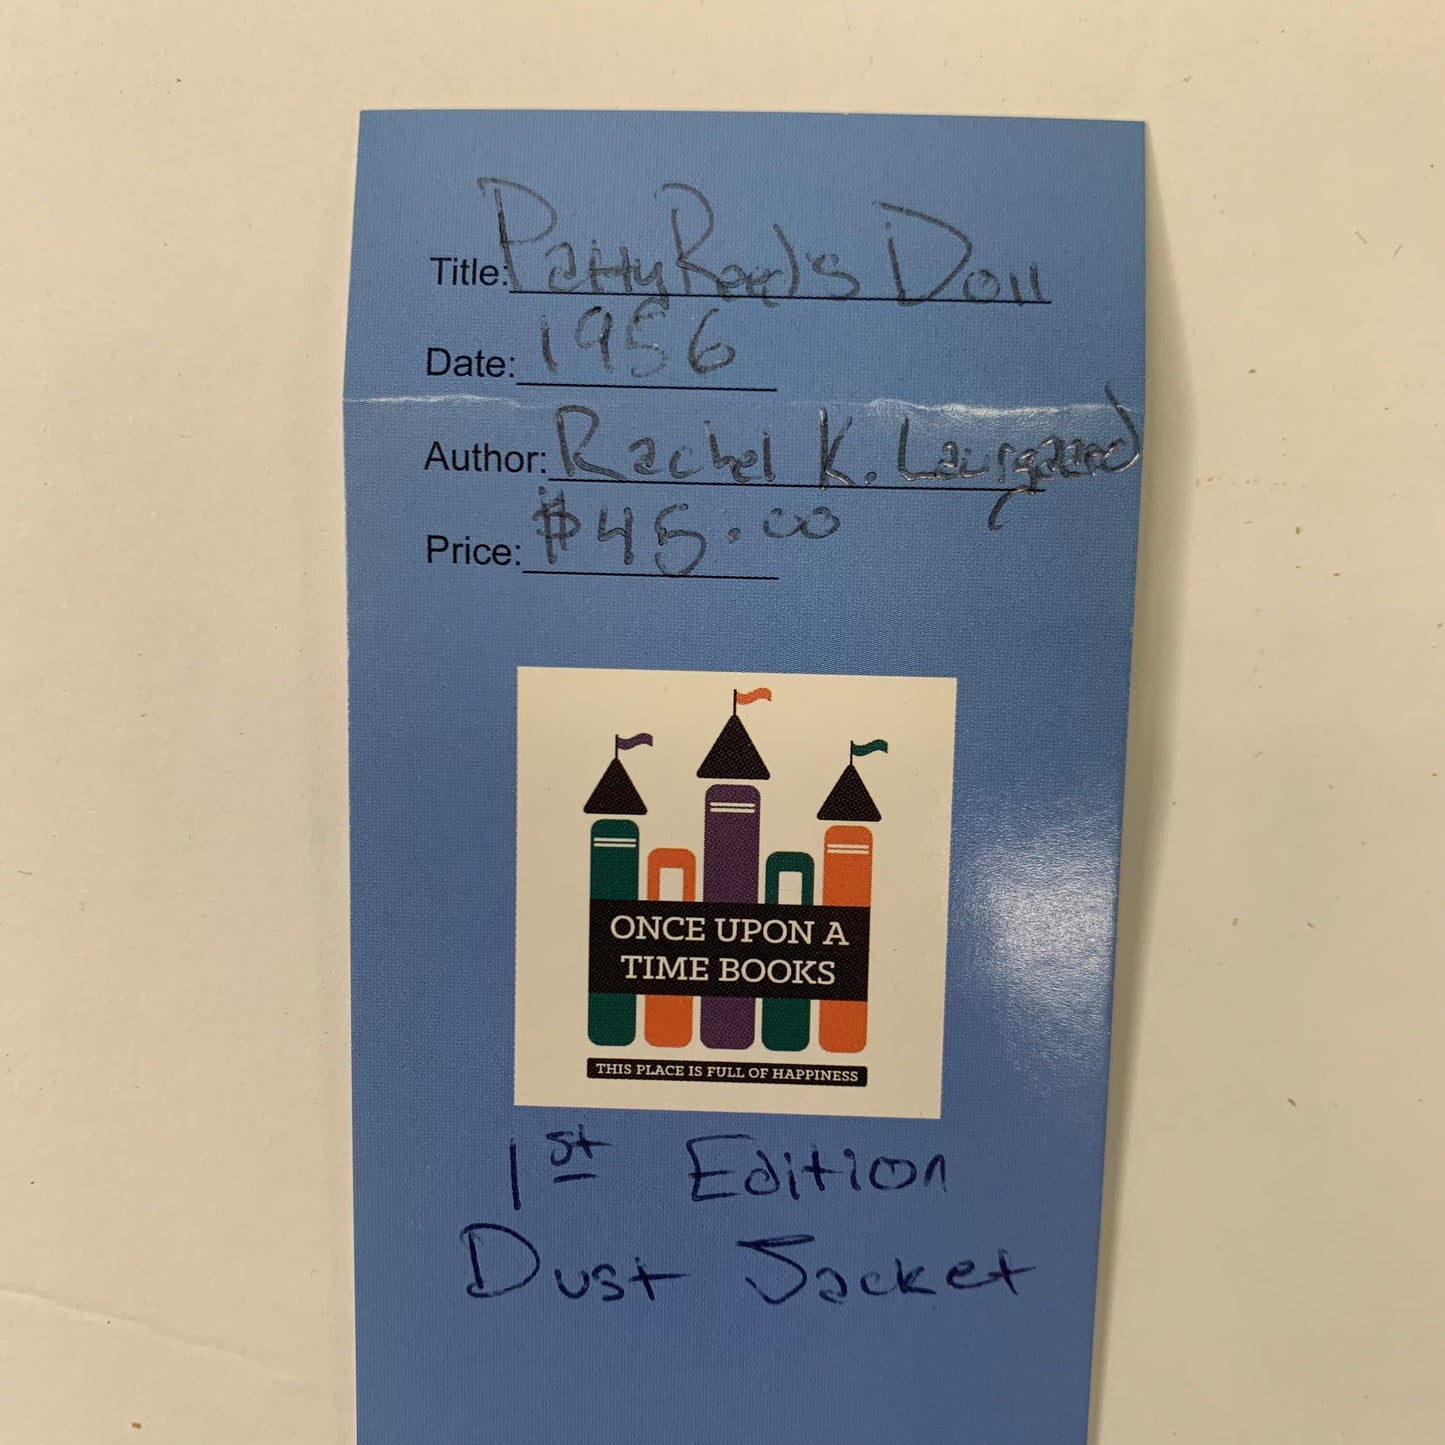 Title: Patty Reed's Doll
Date: 1956
Author: Rachel K. Laurgaard
Price: $45.00
ONCE UPON A
TIME BOOKS
THIS PLACE IS FULL OF HAPPINESS
1st Edition
Dust Jacket